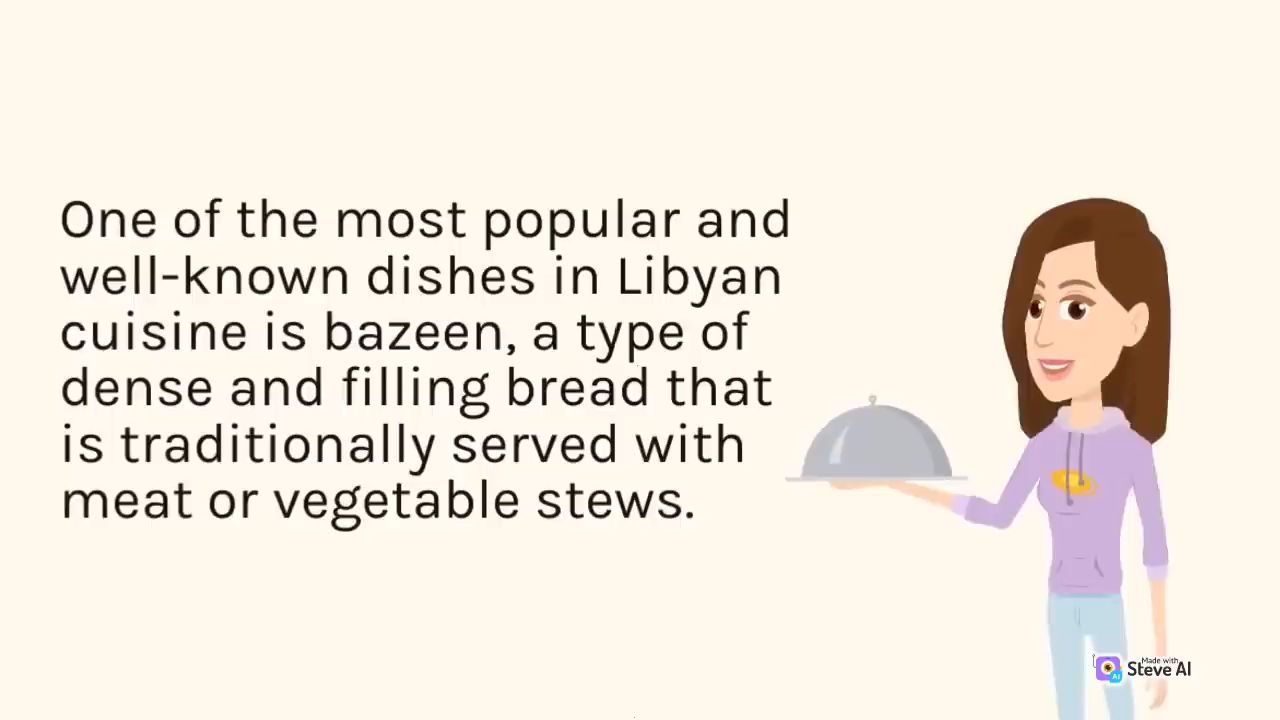 One of the most popular and
well-known dishes in Libyan
cuisine is bazeen, a type of
dense and filling bread that
is traditionally served with
meat or vegetable stews.
Made with
Steve AI
AI